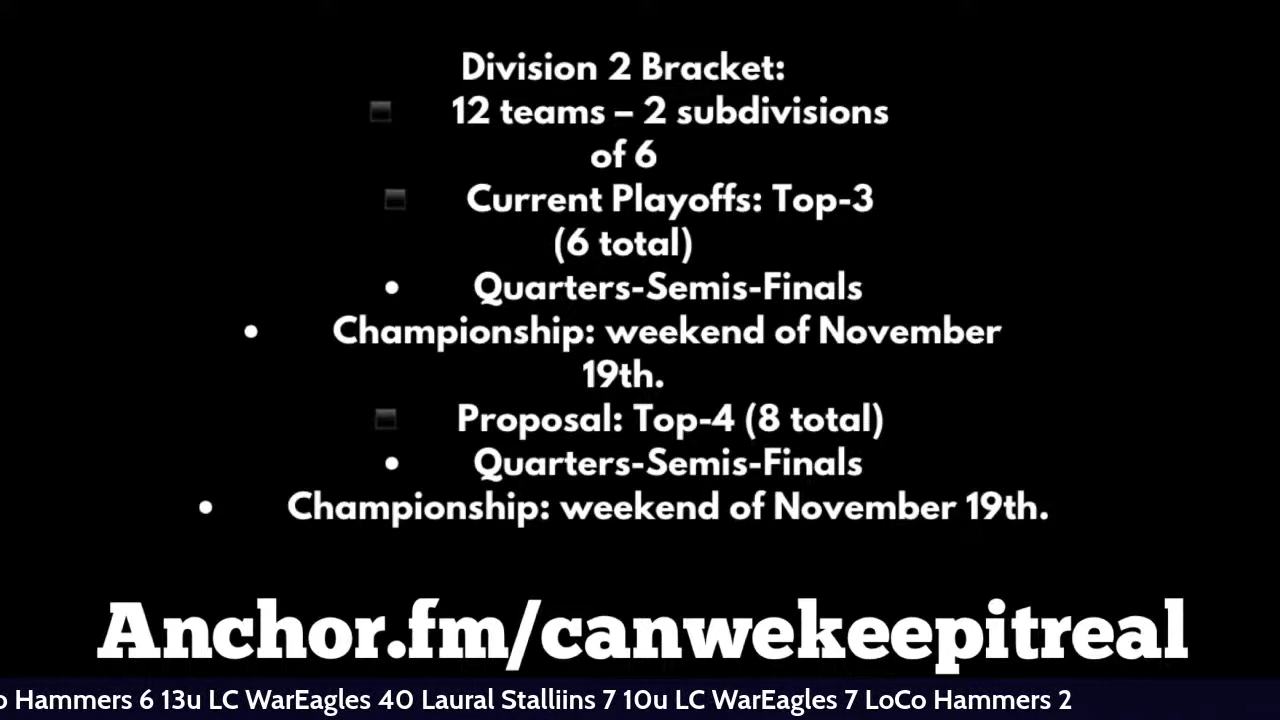 Division 2 Bracket:
▪ 12 teams – 2 subdivisions
of 6
▪ Current Playoffs: Top-3
(6 total)
• Quarters-Semis-Finals
• Championship: weekend of November
19th.
▪ Proposal: Top-4 (8 total)
• Quarters-Semis-Finals
• Championship: weekend of November 19th.
Anchor.fm/canwekeepitreal
o Hammers 6 13u LC WarEagles 40 Laural Stalliins 7 10u LC WarEagles 7 LoCo Hammers 2